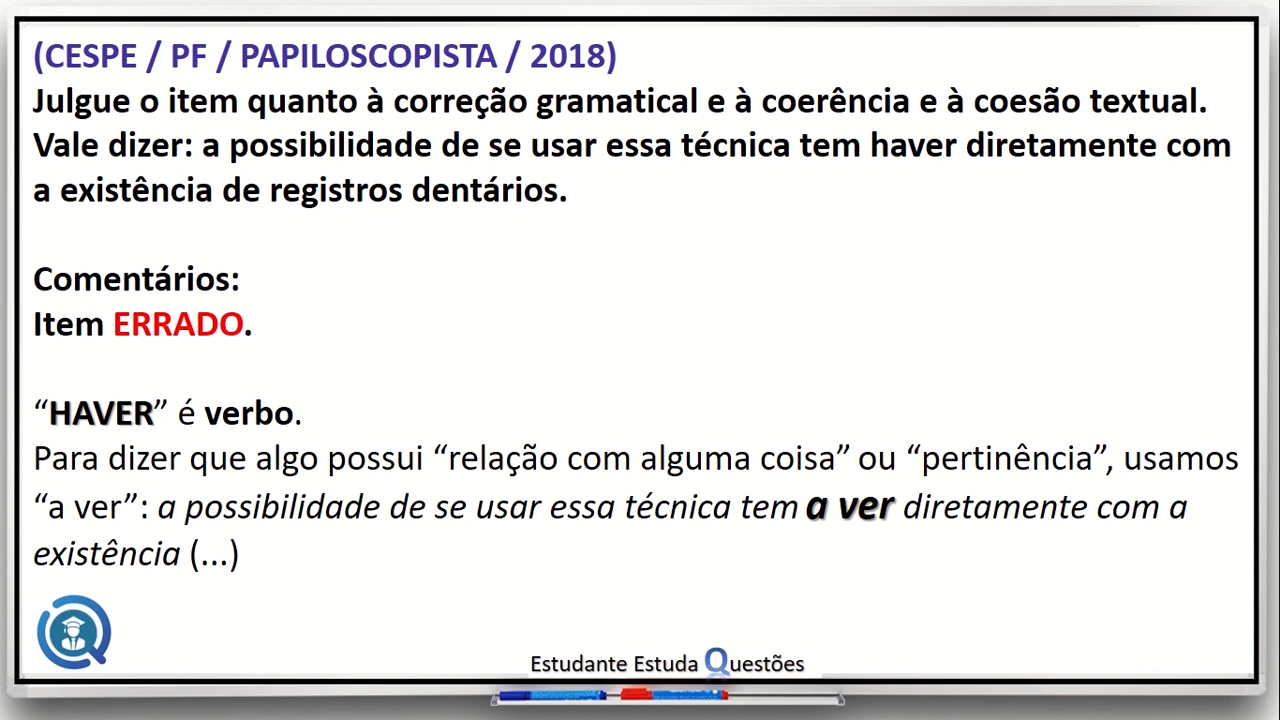 (CESPE / PF / PAPILOSCOPISTA / 2018)
Julgue o item quanto à correção gramatical e à coerência e à coesão textual.
Vale dizer: a possibilidade de se usar essa técnica tem haver diretamente com
a existência de registros dentários.
Comentários:
Item ERRADO.
“HAVER” é verbo.
Para dizer que algo possui “relação com alguma coisa” ou “pertinência”, usamos
“a ver”: a possibilidade de se usar essa técnica tem a ver diretamente com a
existência (...)
Estudante Estuda Questões